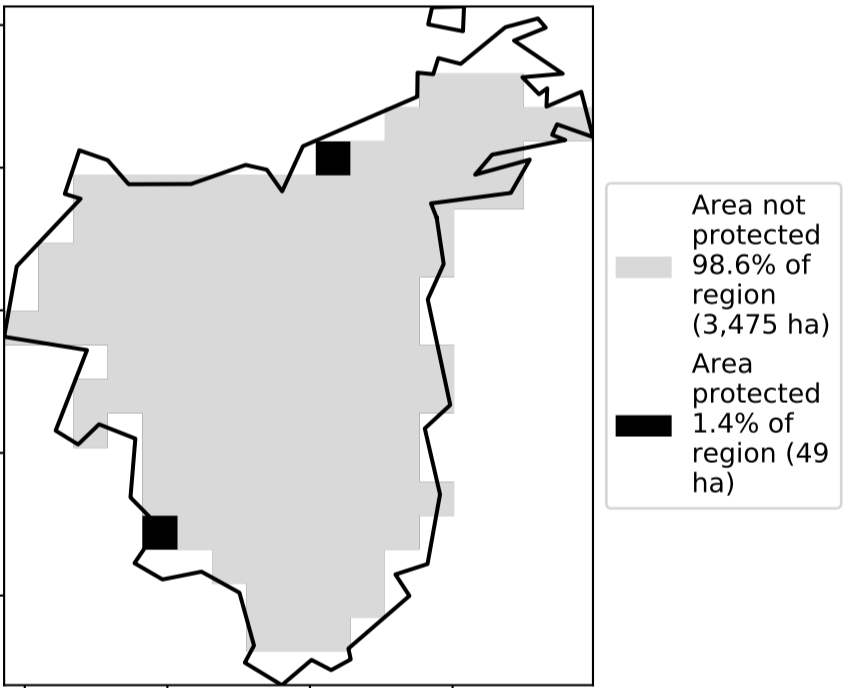 Area not
protected
98.6% of
region
(3,475 ha)
Area
protected
1.4% of
region (49
ha)